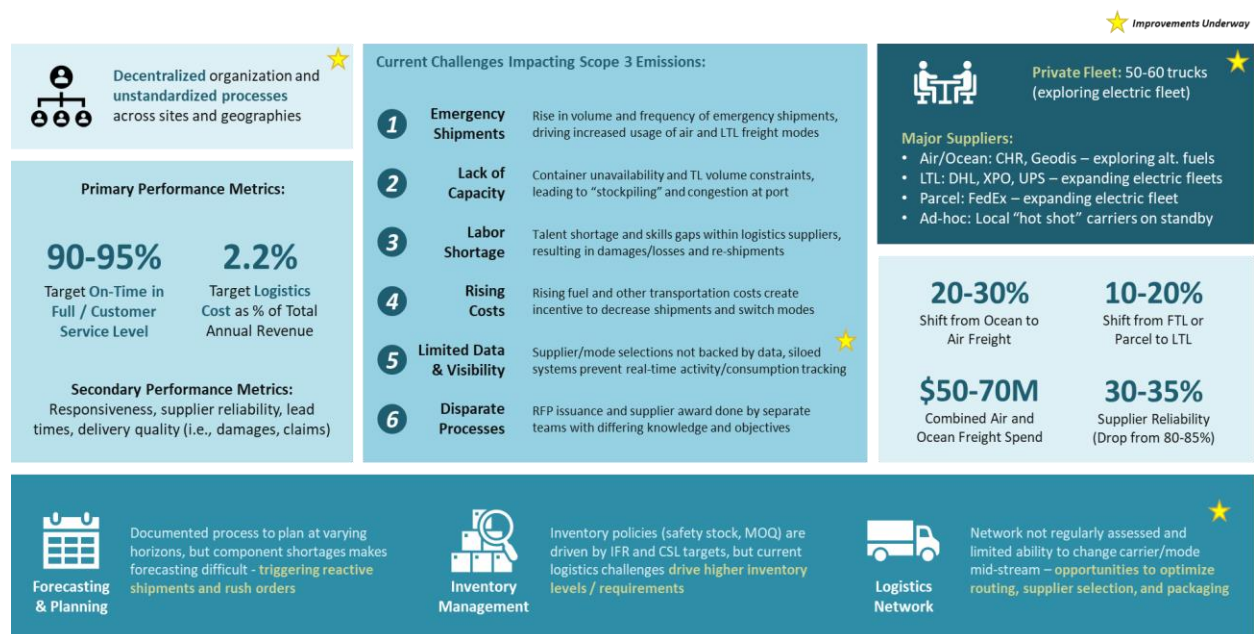 Improvements Underway
Decentralized organization and
unstandardized processes
across sites and geographies
Primary Performance Metrics:
90-95%
Target On-Time in
Full / Customer
Service Level
2.2%
Target Logistics
Cost as % of Total
Annual Revenue
Secondary Performance Metrics:
Responsiveness, supplier reliability, lead
times, delivery quality (i.e., damages, claims)
Current Challenges Impacting Scope 3 Emissions:
1
Emergency
Shipments
Rise in volume and frequency of emergency shipments,
driving increased usage of air and LTL freight modes
2
Lack of
Capacity
Container unavailability and TL volume constraints,
leading to “stockpiling” and congestion at port
3
Labor
Shortage
Talent shortage and skills gaps within logistics suppliers,
resulting in damages/losses and re-shipments
4
Rising
Costs
Rising fuel and other transportation costs create
incentive to decrease shipments and switch modes
5
Limited Data
& Visibility
Supplier/mode selections not backed by data, siloed
systems prevent real-time activity/consumption tracking
6
Disparate
Processes
RFP issuance and supplier award done by separate
teams with differing knowledge and objectives
Private Fleet: 50-60 trucks
(exploring electric fleet)
Major Suppliers:
• Air/Ocean: CHR, Geodis – exploring alt. fuels
• LTL: DHL, XPO, UPS – expanding electric fleets
• Parcel: FedEx – expanding electric fleet
• Ad-hoc: Local “hot shot” carriers on standby
20-30%
Shift from Ocean to
Air Freight
10-20%
Shift from FTL or
Parcel to LTL
$50-70M
Combined Air and
Ocean Freight Spend
30-35%
Supplier Reliability
(Drop from 80-85%)
Forecasting
& Planning
Documented process to plan at varying
horizons, but component shortages makes
forecasting difficult - triggering reactive
shipments and rush orders
Inventory
Management
Inventory policies (safety stock, MOQ) are
driven by IFR and CSL targets, but current
logistics challenges drive higher inventory
levels / requirements
Logistics
Network
Network not regularly assessed and
limited ability to change carrier/mode
mid-stream – opportunities to optimize
routing, supplier selection, and packaging